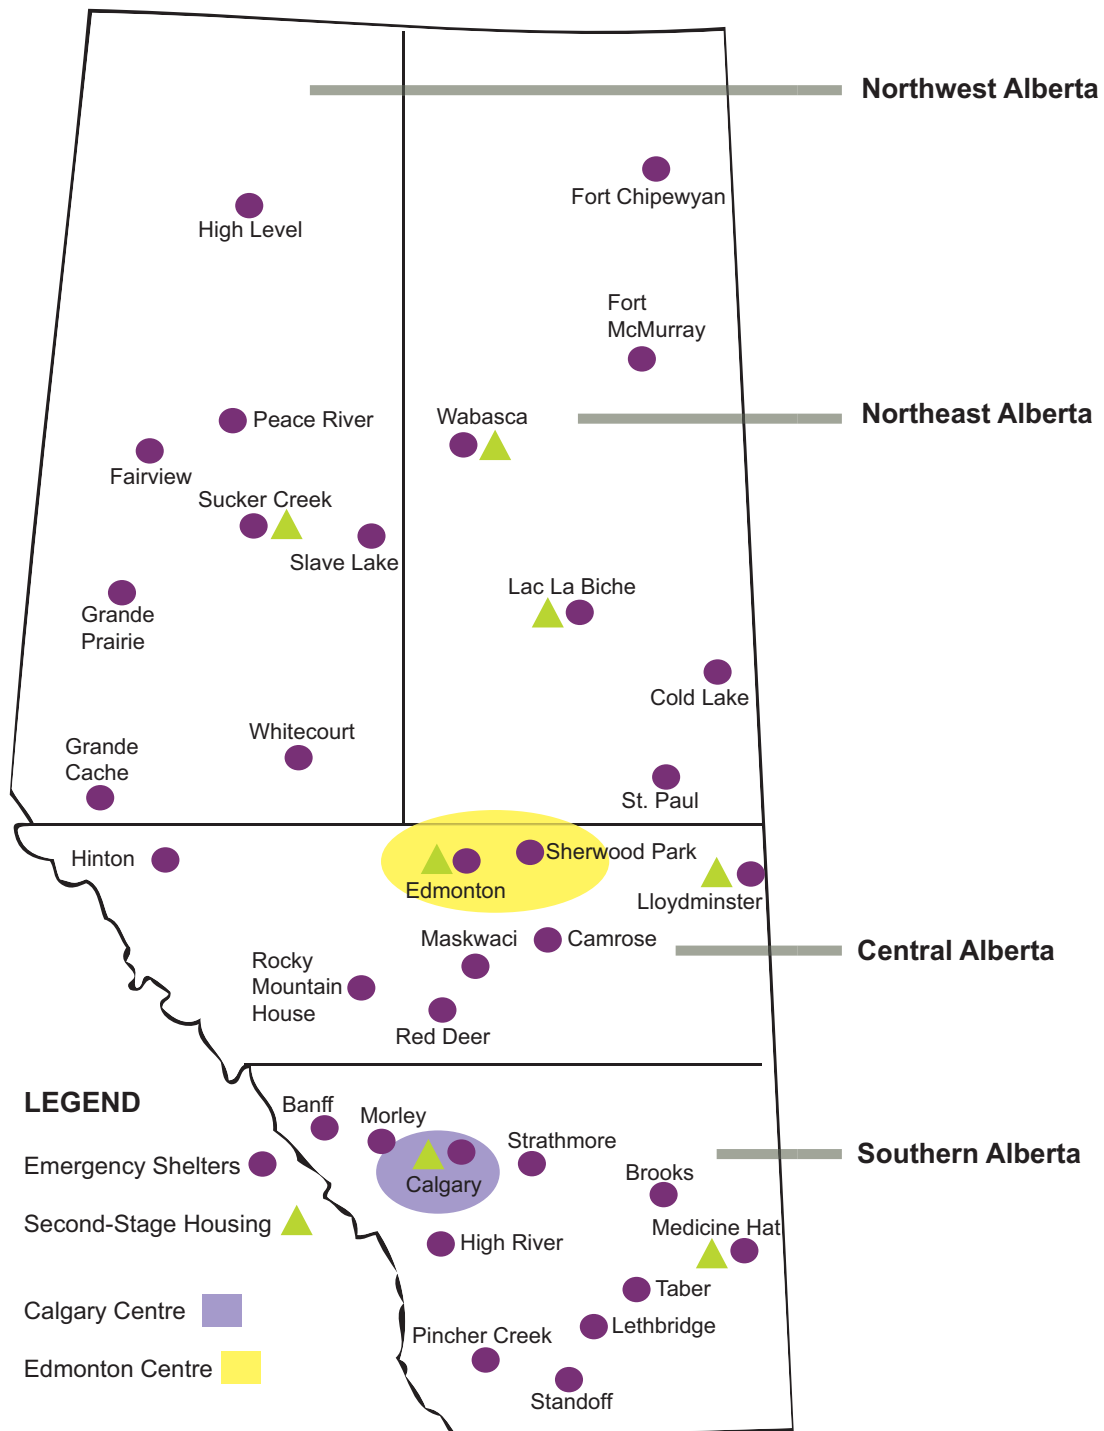 Northwest Alberta
Fort Chipewyan
High Level
Fort
McMurray
Northeast Alberta
Wabasca
Peace River
Fairview
Sucker Creek
Slave Lake
Lac La Biche
Grande
Prairie
Cold Lake
Whitecourt
Grande
Cache
St. Paul
Hinton
Sherwood Park
Edmonton
Lloydminster
Maskwaci
Camrose
Central Alberta
Rocky
Mountain
House
Red Deer
LEGEND
Banff
Morley
Strathmore
Southern Alberta
Emergency Shelters
Calgary
Brooks
Second-Stage Housing
Medicine Hat
High River
Taber
Calgary Centre
Lethbridge
Pincher Creek
Edmonton Centre
Standoff